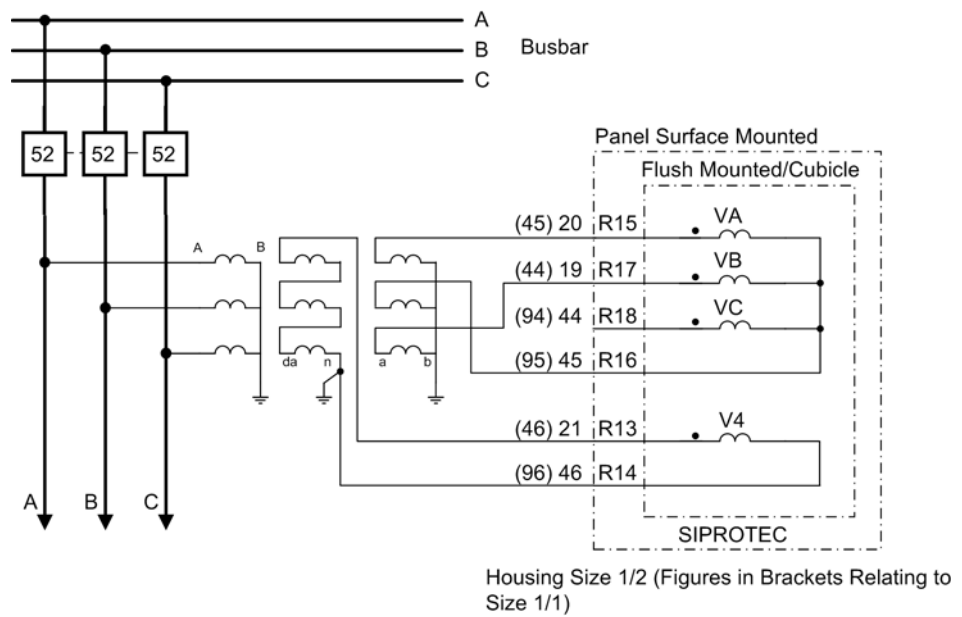 A
B
Busbar
C
52 52 52
Panel Surface Mounted
Flush Mounted/Cubicle
(45) 20 R15 VA
A B
(44) 19 R17 VB
(94) 44 R18 VC
(95) 45 R16
da n a b
(46) 21 R13 V4
(96) 46 R14
A B C
SIPROTEC
Housing Size 1/2 (Figures in Brackets Relating to
Size 1/1)